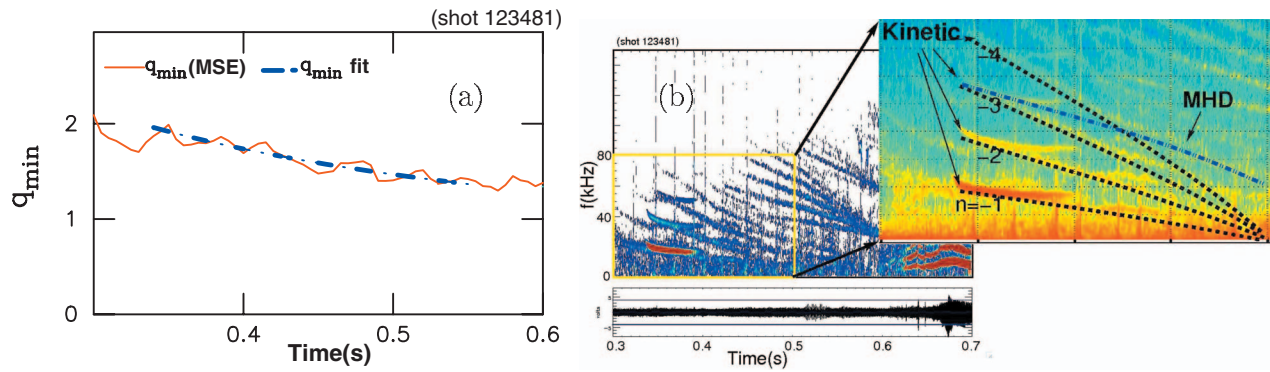 (shot 123481)
q_min(MSE) q_min fit
(a)
q_min
2
1
0
0.4 0.5 0.6
Time(s)
(shot 123481)
(b)
f(kHz)
80
40
0
Kinetic
-4
-3
-2
n=-1
MHD
0.3 0.4 0.5 0.6 0.7
Time(s)